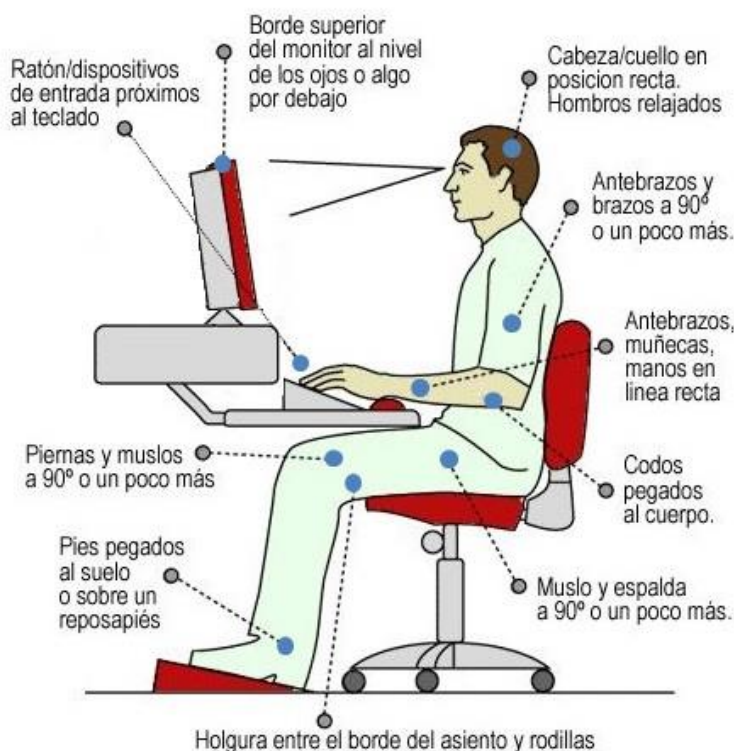 Borde superior
del monitor al nivel
de los ojos o algo
por debajo
Ratón/dispositivos
de entrada próximos
al teclado
Cabeza/cuello en
posicion recta.
Hombros relajados
Antebrazos y
brazos a 90º
o un poco más.
Antebrazos,
muñecas,
manos en
linea recta
Codos
pegados
al cuerpo.
Piernas y muslos
a 90º o un poco más
Pies pegados
al suelo
o sobre un
reposapiés
Muslo y espalda
a 90º o un poco más.
Holgura entre el borde del asiento y rodillas